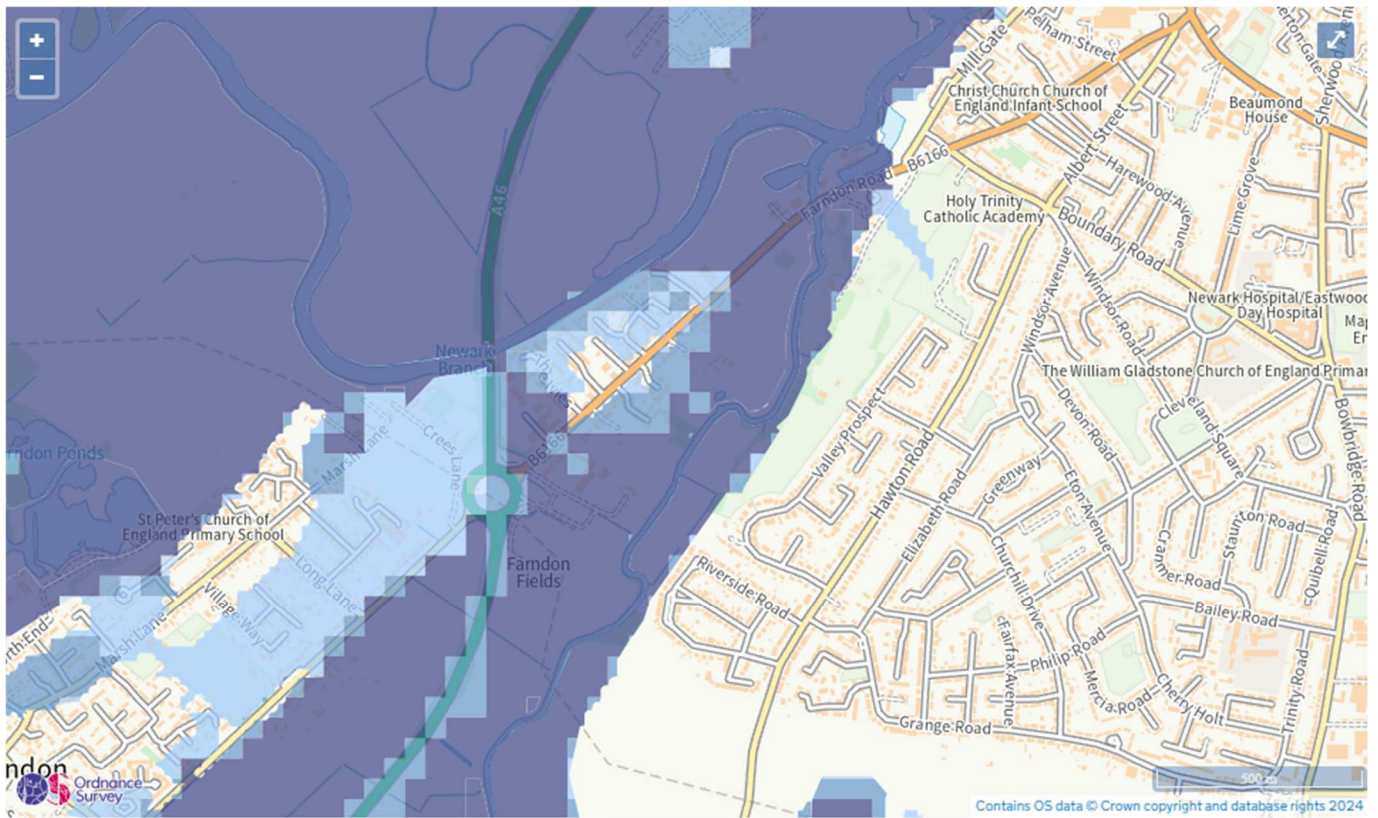 +
−
Pelham Street
Mill Gate
Sherwood
Christ Church Church of
England Infant School
Beaumond
House
Albert Street
A46
B6166
Farndon Road
Harewood Avenue
Lime Grove
Holy Trinity
Catholic Academy
Boundary Road
Windsor Avenue
Windsor Road
Newark Hospital/Eastwood
Day Hospital
Newark
Branch
The William Gladstone Church of England Primar
Valley Prospect
Devon Road
Cleveland Square
Bowbridge Road
Crees Lane
Marsh Lane
B6166
rndon Ponds
Hawton Road
Greenway
Eton Avenue
Elizabeth Road
St Peter's Church of
England Primary School
Staunton Road
Quibell Road
Cranmer Road
Farndon
Fields
Long Lane
Riverside Road
Churchill Drive
Village Way
Bailey Road
Marsh Lane
orth End
Fairfax Avenue
Philip Road
Mercia Road
Cherry Holt
Trinity Road
Grange Road
ndon
Ordnance
Survey
500 m
Contains OS data © Crown copyright and database rights 2024